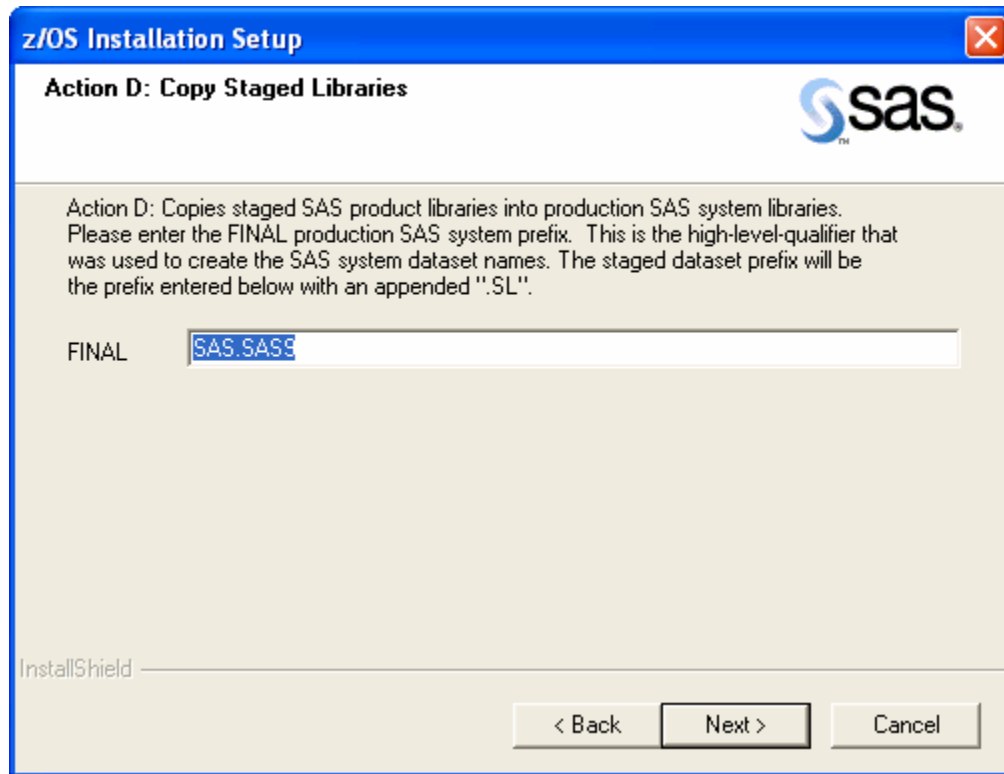 z/OS Installation Setup
Action D: Copy Staged Libraries
sas.
TM
Action D: Copies staged SAS product libraries into production SAS system libraries.
Please enter the FINAL production SAS system prefix. This is the high-level-qualifier that
was used to create the SAS system dataset names. The staged dataset prefix will be
the prefix entered below with an appended ".SL".
FINAL
SAS.SAS9
InstallShield
< Back
Next >
Cancel